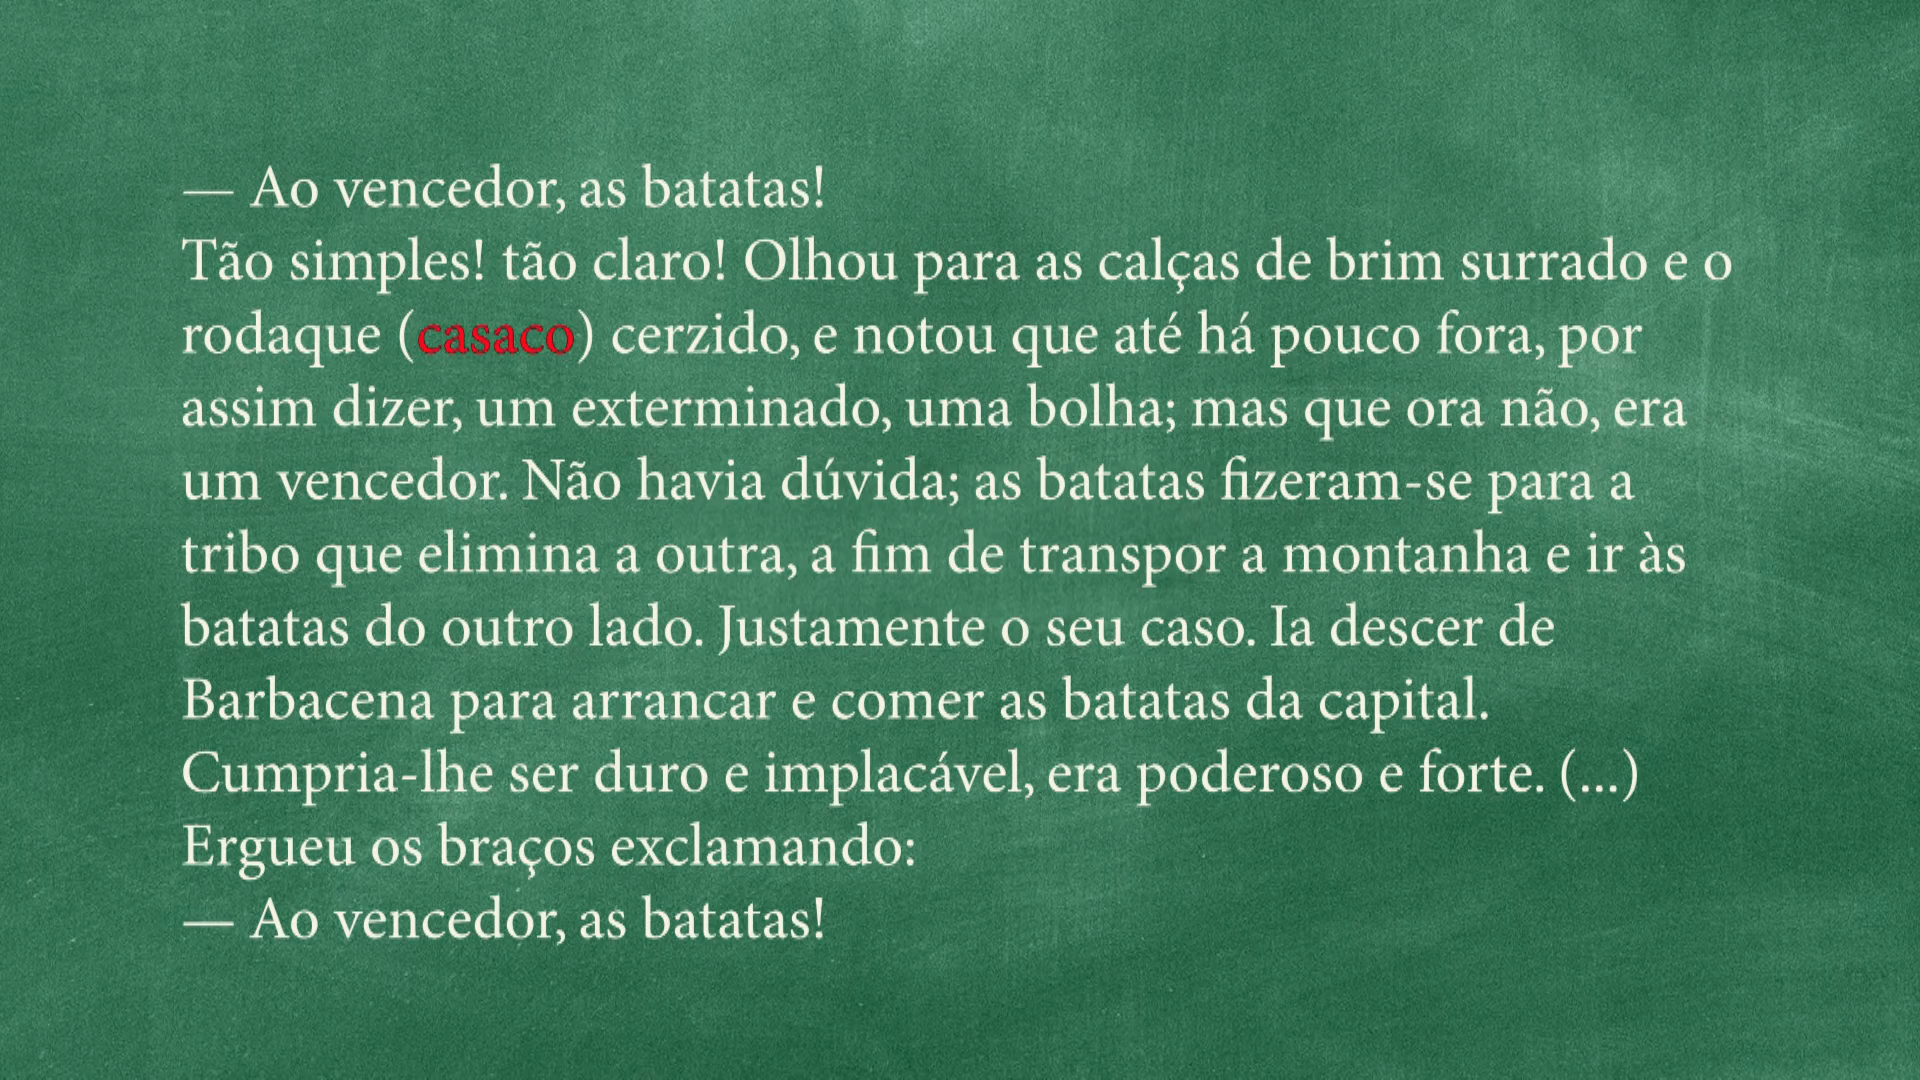 — Ao vencedor, as batatas!
Tão simples! tão claro! Olhou para as calças de brim surrado e o
rodaque (casaco) cerzido, e notou que até há pouco fora, por
assim dizer, um exterminado, uma bolha; mas que ora não, era
um vencedor. Não havia dúvida; as batatas fizeram-se para a
tribo que elimina a outra, a fim de transpor a montanha e ir às
batatas do outro lado. Justamente o seu caso. Ia descer de
Barbacena para arrancar e comer as batatas da capital.
Cumpria-lhe ser duro e implacável, era poderoso e forte. (...)
Ergueu os braços exclamando:
— Ao vencedor, as batatas!